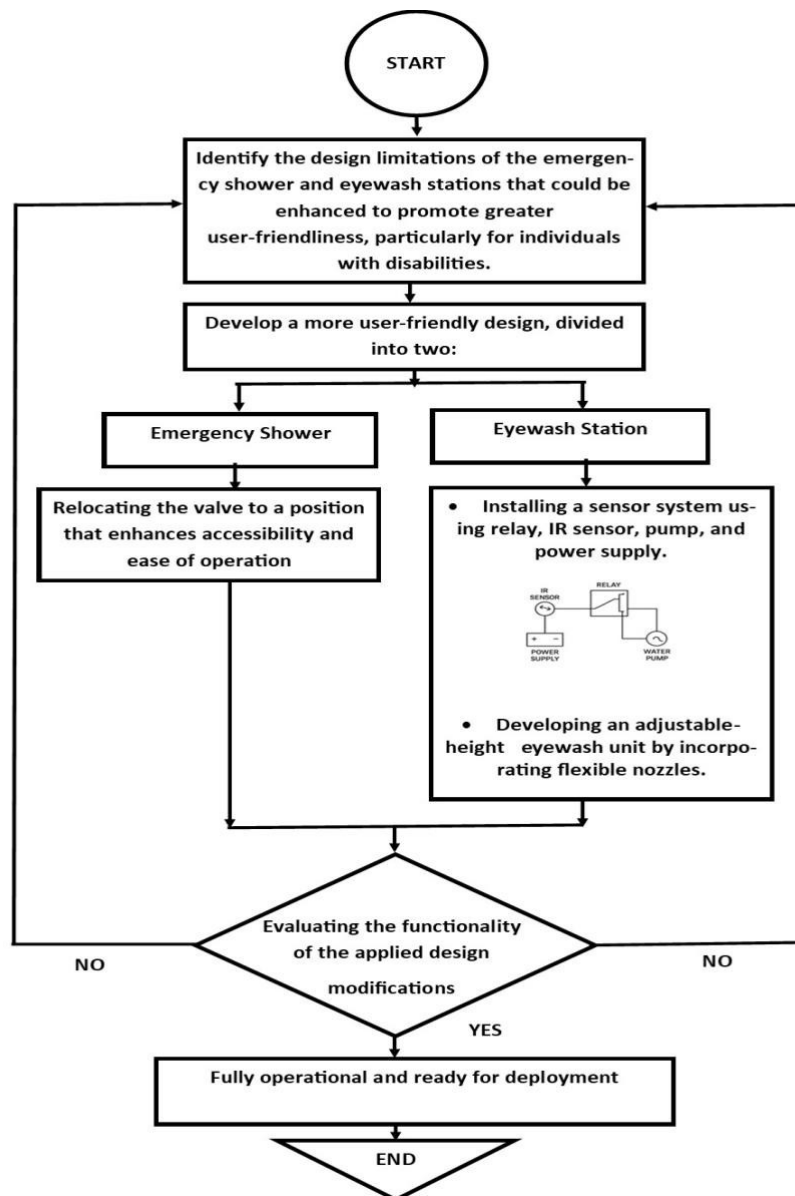 START
Identify the design limitations of the emergen-
cy shower and eyewash stations that could be
enhanced to promote greater
user-friendliness, particularly for individuals
with disabilities.
Develop a more user-friendly design, divided
into two:
Emergency Shower
Eyewash Station
Relocating the valve to a position
that enhances accessibility and
ease of operation
• Installing a sensor system us-
ing relay, IR sensor, pump, and
power supply.
RELAY
IR
SENSOR
+ −
POWER
SUPPLY
WATER
PUMP
• Developing an adjustable-
height eyewash unit by incorpo-
rating flexible nozzles.
Evaluating the functionality
of the applied design
modifications
NO
NO
YES
Fully operational and ready for deployment
END